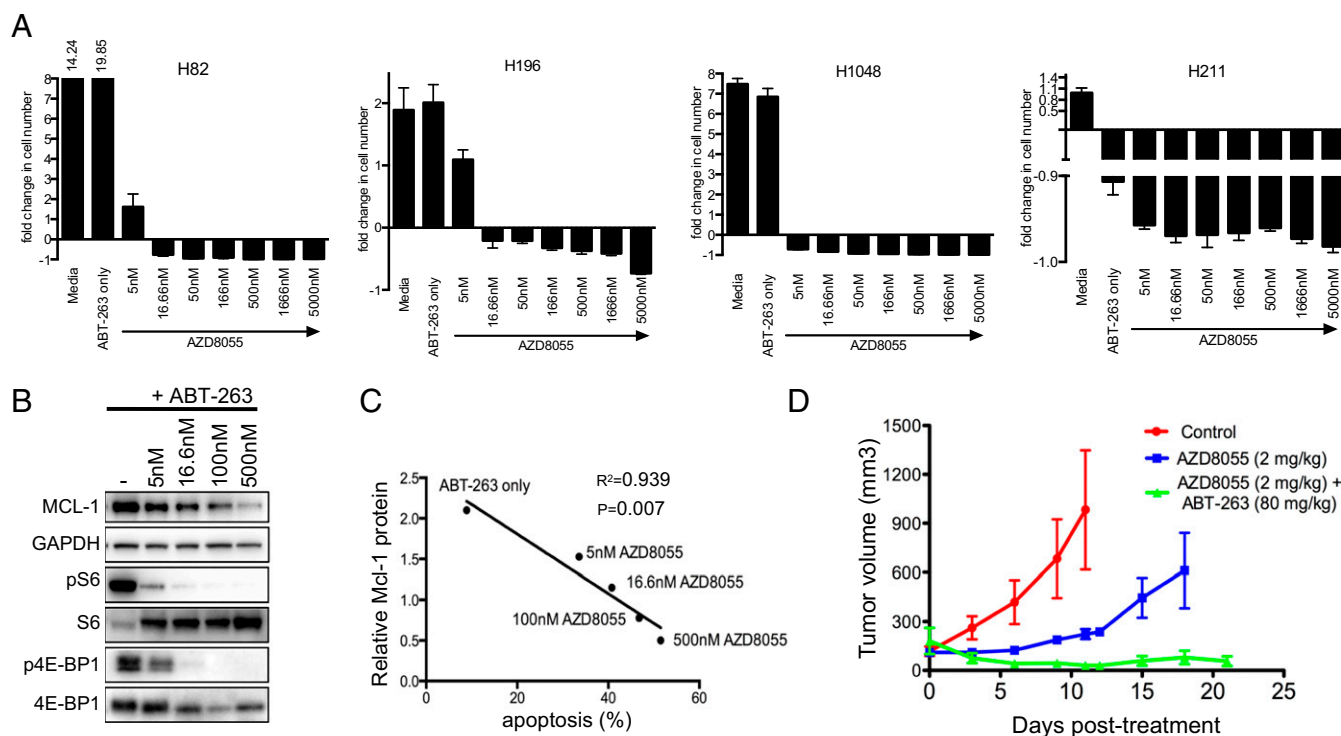 A
H82
14.24
19.85
fold change in cell number
8
7
6
5
4
3
2
1
0
-1
Media
ABT-263 only
5nM
16.66nM
50nM
166nM
500nM
1666nM
5000nM
AZD8055
H196
fold change in cell number
2
1
0
-1
Media
ABT-263 only
5nM
16.66nM
50nM
166nM
500nM
1666nM
5000nM
AZD8055
H1048
fold change in cell number
8
7
6
5
4
3
2
1
0
-1
Media
ABT-263 only
5nM
16.66nM
50nM
166nM
500nM
1666nM
5000nM
AZD8055
H211
fold change in cell number
1.4
1.1
0.8
-0.9
-1.0
Media
ABT-263 only
5nM
16.66nM
50nM
166nM
500nM
1666nM
5000nM
AZD8055
B
+ ABT-263
-
5nM
16.6nM
100nM
500nM
MCL-1
GAPDH
pS6
S6
p4E-BP1
4E-BP1
C
Relative Mcl-1 protein
2.5
2.0
1.5
1.0
0.5
0.0
ABT-263 only
R²=0.939
P=0.007
5nM AZD8055
16.6nM AZD8055
100nM AZD8055
500nM AZD8055
0
20
40
60
apoptosis (%)
D
Tumor volume (mm3)
1500
1200
900
600
300
0
Control
AZD8055 (2 mg/kg)
AZD8055 (2 mg/kg) +
ABT-263 (80 mg/kg)
0
5
10
15
20
25
Days post-treatment